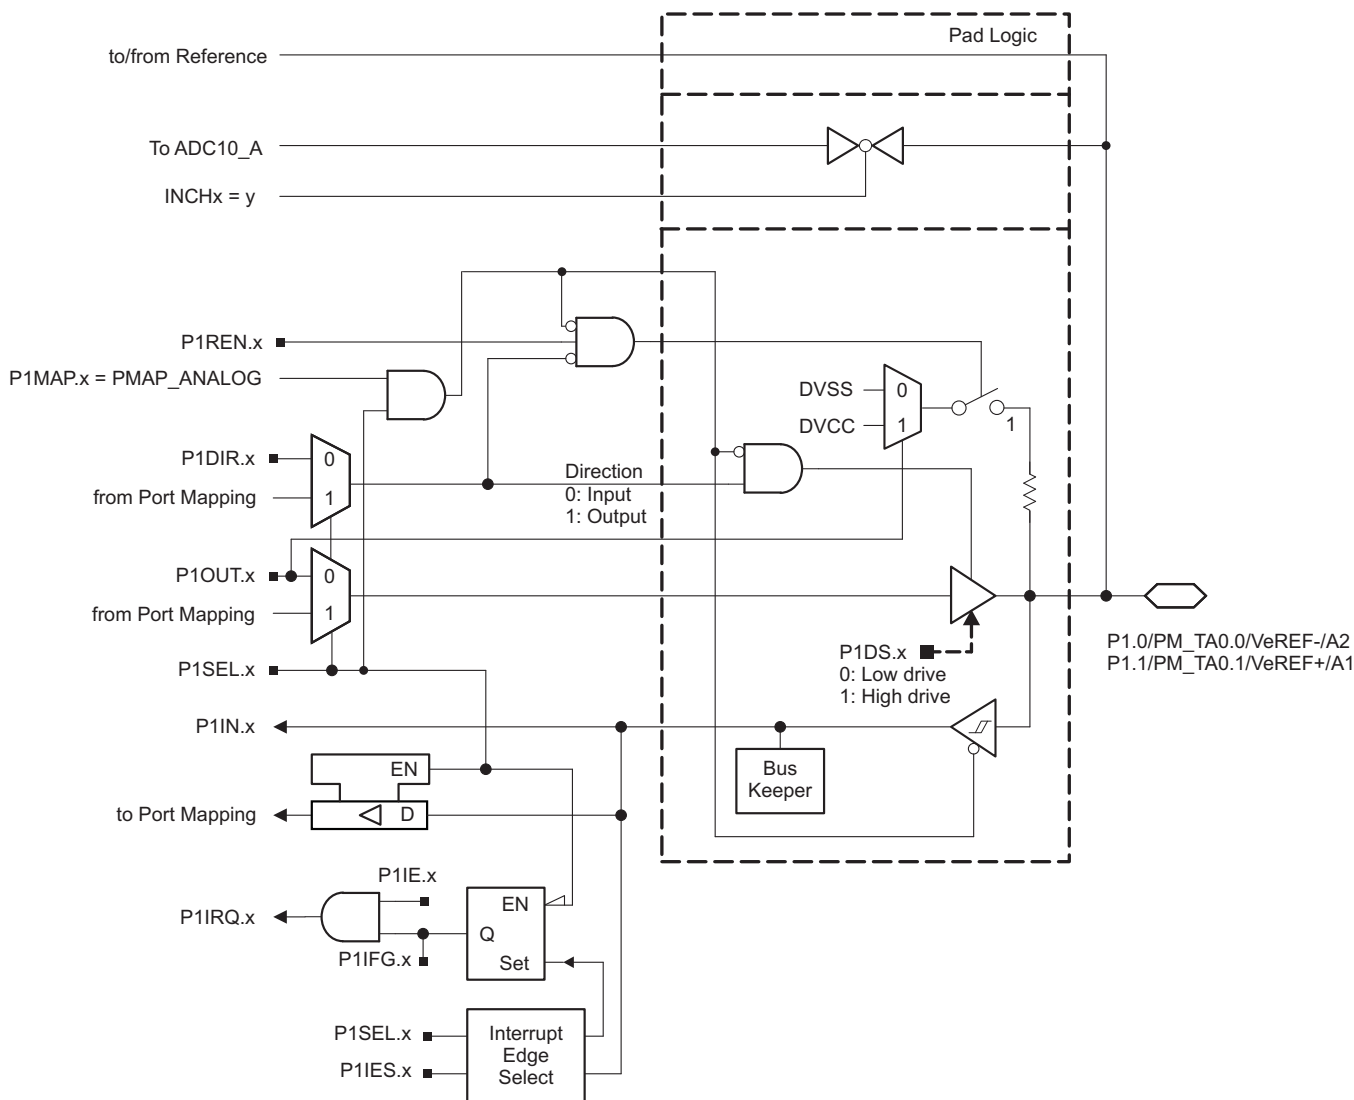 Pad Logic
to/from Reference
To ADC10_A
INCHx = y
P1REN.x
P1MAP.x = PMAP_ANALOG
DVSS
0
DVCC
1
1
P1DIR.x
0
from Port Mapping
1
Direction
0: Input
1: Output
P1OUT.x
0
from Port Mapping
1
P1SEL.x
P1DS.x
0: Low drive
1: High drive
P1.0/PM_TA0.0/VeREF-/A2
P1.1/PM_TA0.1/VeREF+/A1
P1IN.x
EN
Bus
Keeper
to Port Mapping
D
P1IE.x
P1IRQ.x
EN
Q
P1IFG.x
Set
P1SEL.x
P1IES.x
Interrupt
Edge
Select